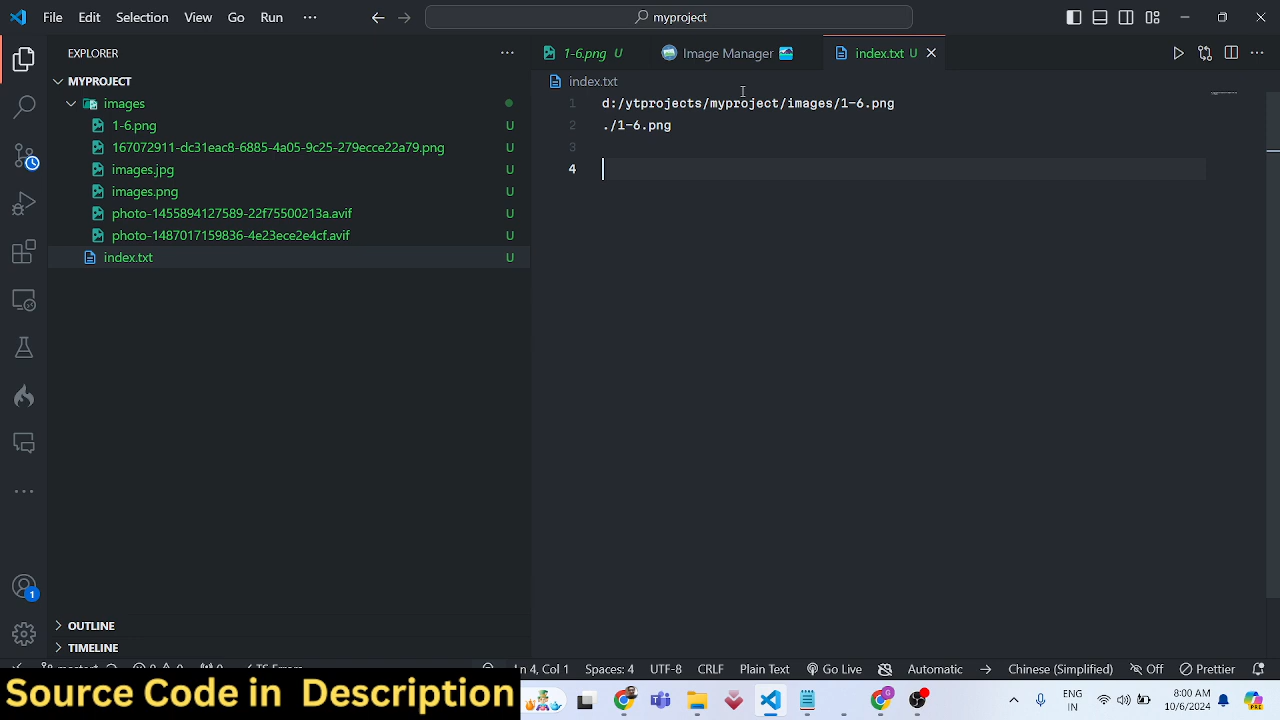 File Edit Selection View Go Run ···
myproject
EXPLORER
MYPROJECT
images
1-6.png U
167072911-dc31eac8-6885-4a05-9c25-279ecce22a79.png U
images.jpg U
images.png U
photo-1455894127589-22f75500213a.avif U
photo-1487017159836-4e23ece2e4cf.avif U
index.txt U
OUTLINE
TIMELINE
1
1-6.png U
Image Manager
index.txt U
index.txt
1 d:/ytprojects/myproject/images/1-6.png
2 ./1-6.png
3
4
Ln 4, Col 1 Spaces: 4 UTF-8 CRLF Plain Text Go Live Automatic Chinese (Simplified) Off Prettier
Source Code in Description
ENG
IN
8:00 AM
10/6/2024
PRE